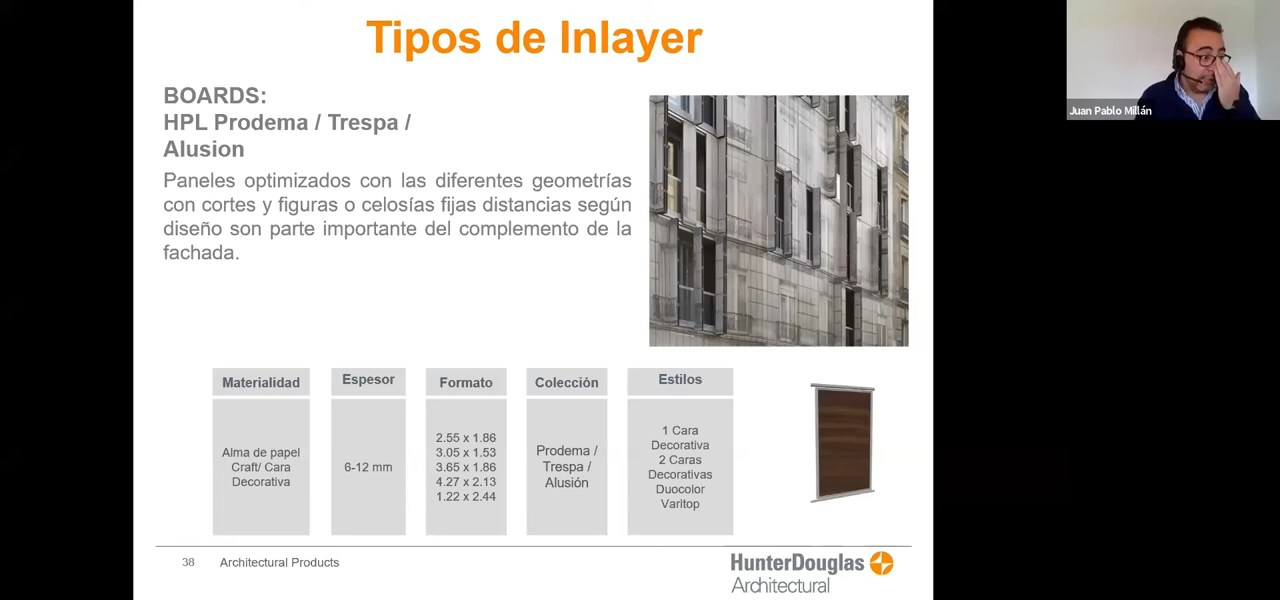 Tipos de Inlayer
BOARDS:
HPL Prodema / Trespa /
Alusion
Paneles optimizados con las diferentes geometrías
con cortes y figuras o celosías fijas distancias según
diseño son parte importante del complemento de la
fachada.
Juan Pablo Millán
Materialidad
Alma de papel
Craft/ Cara
Decorativa
Espesor
6-12 mm
Formato
2.55 x 1.86
3.05 x 1.53
3.65 x 1.86
4.27 x 2.13
1.22 x 2.44
Colección
Prodema /
Trespa /
Alusión
Estilos
1 Cara
Decorativa
2 Caras
Decorativas
Duocolor
Varitop
38 Architectural Products
HunterDouglas
Architectural